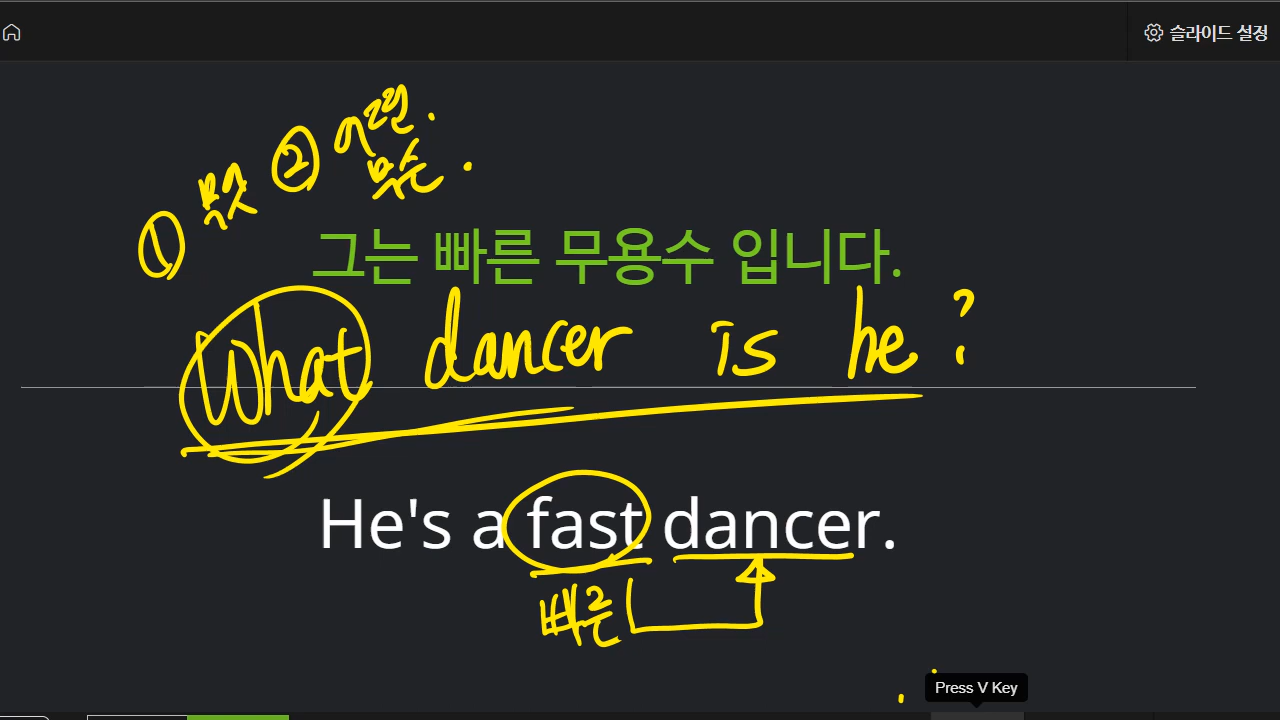 슬라이드 설정
① 무엇 ② 어떤.
무슨.
그는 빠른 무용수 입니다.
What dancer is he?
He's a fast dancer.
빠른
Press V Key